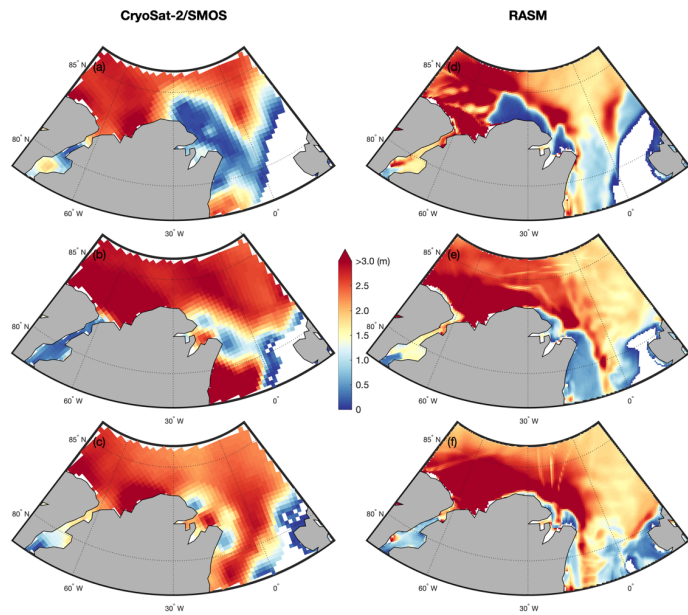 CryoSat-2/SMOS
RASM
(a)
85° N
80° N
60° W
30° W
0°
(d)
85° N
80° N
60° W
30° W
0°
(b)
85° N
80° N
60° W
30° W
0°
>3.0 (m)
2.5
2.0
1.5
1.0
0.5
0
(e)
85° N
80° N
60° W
30° W
0°
(c)
85° N
80° N
60° W
30° W
0°
(f)
85° N
80° N
60° W
30° W
0°